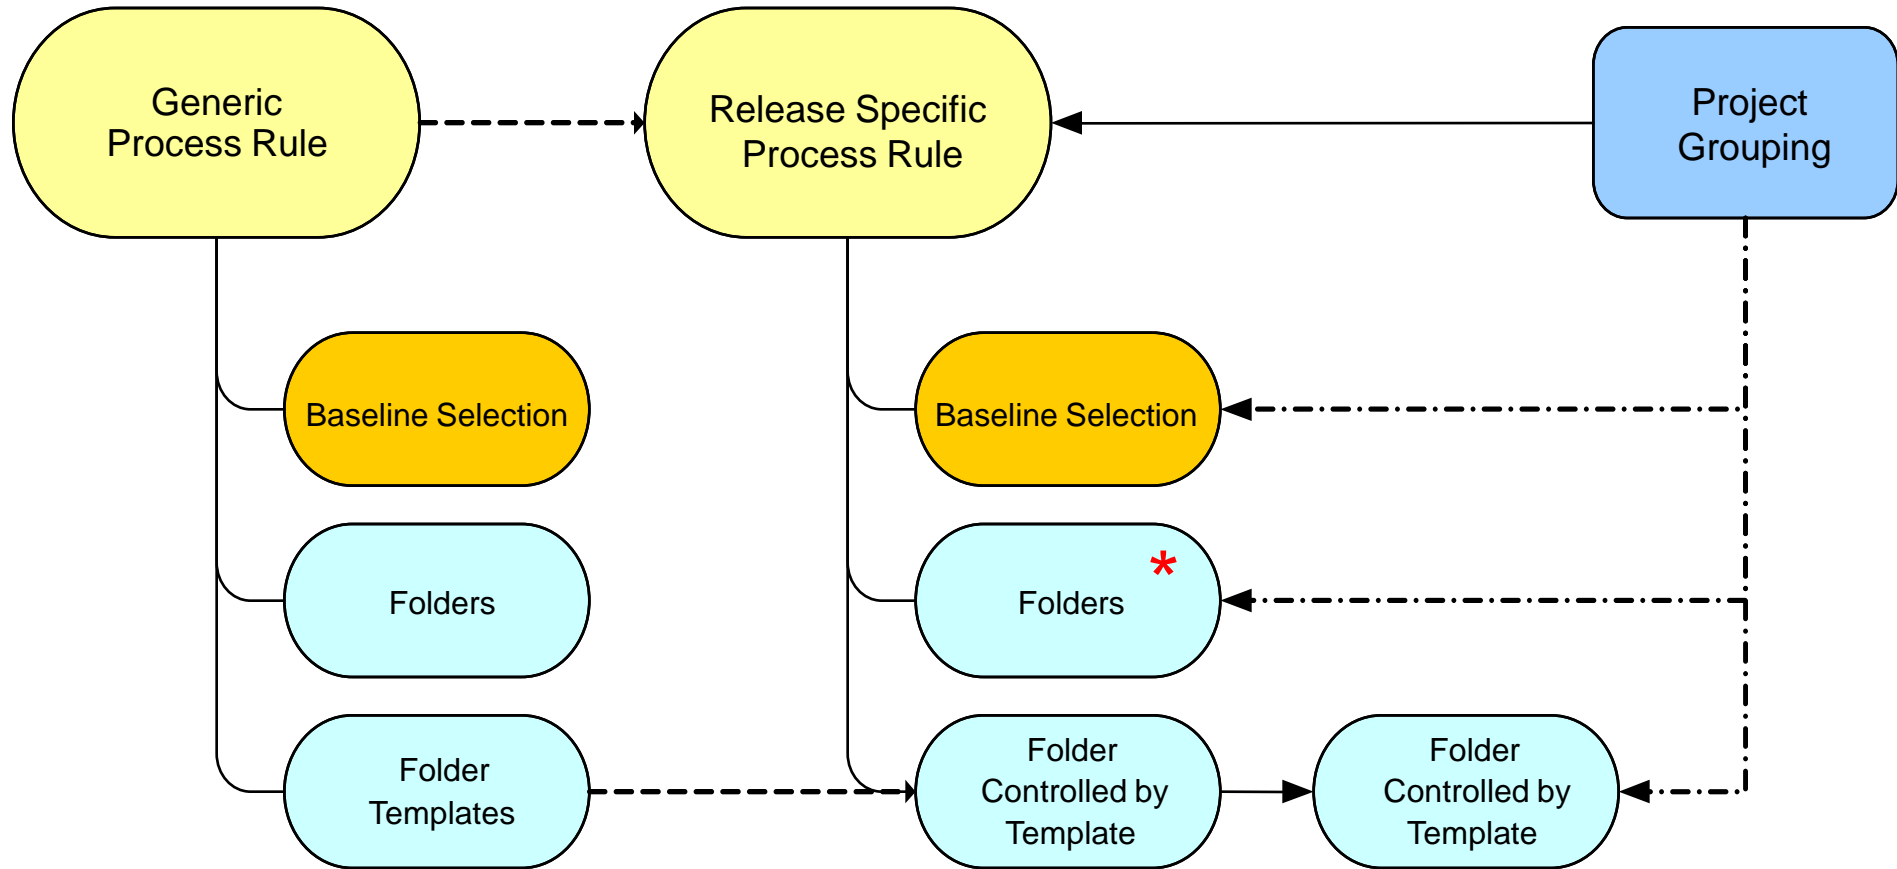 Generic
Process Rule
Release Specific
Process Rule
Project
Grouping
Baseline Selection
Baseline Selection
Folders
Folders
*
Folder
Templates
Folder
Controlled by
Template
Folder
Controlled by
Template